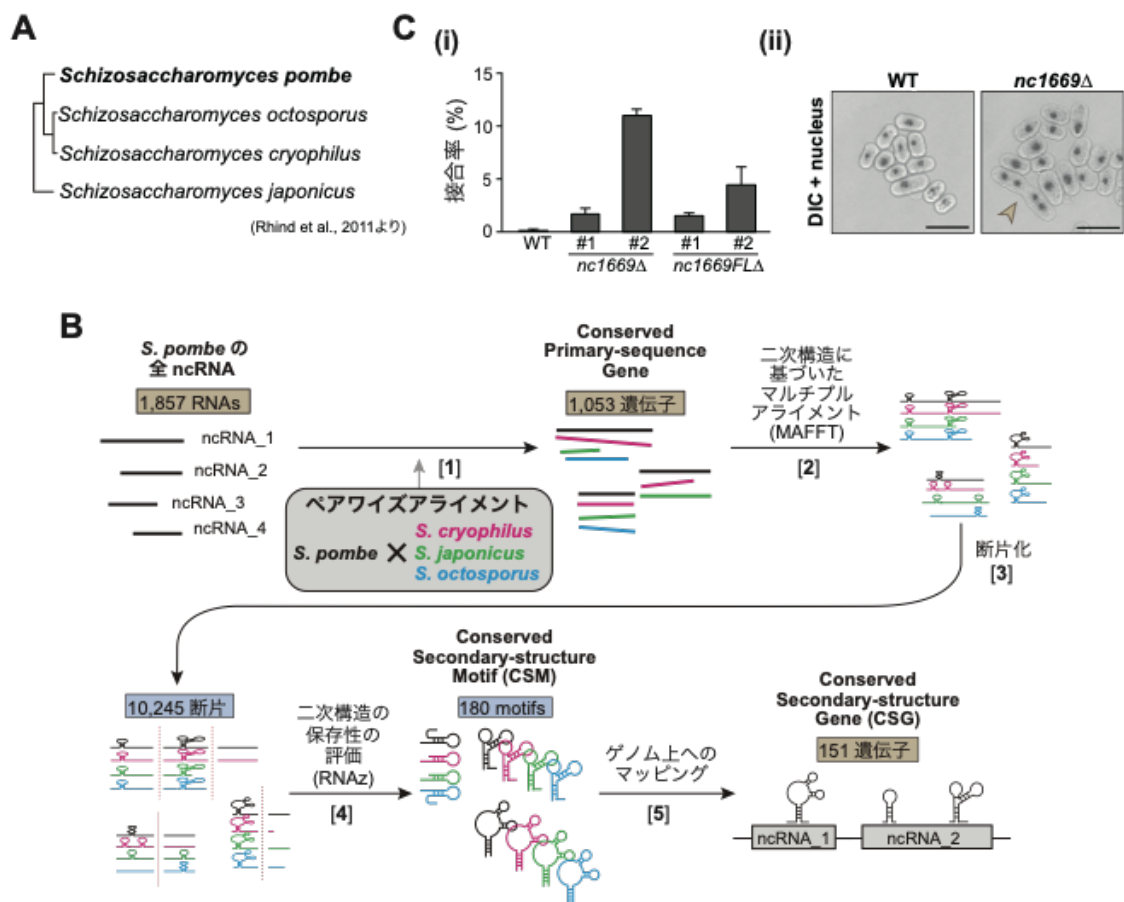 A
Schizosaccharomyces pombe
Schizosaccharomyces octosporus
Schizosaccharomyces cryophilus
Schizosaccharomyces japonicus
(Rhind et al., 2011より)
C
(i)
接合率 (%)
15
10
5
0
WT
#1
#2
#1
#2
nc1669Δ
nc1669FLΔ
(ii)
WT
nc1669Δ
DIC + nucleus
B
S. pombe の
全 ncRNA
1,857 RNAs
ncRNA_1
ncRNA_2
ncRNA_3
ncRNA_4
[1]
ペアワイズアライメント
S. pombe × S. cryophilus
S. japonicus
S. octosporus
Conserved
Primary-sequence
Gene
1,053 遺伝子
二次構造に
基づいた
マルチプル
アライメント
(MAFFT)
[2]
断片化
[3]
10,245 断片
二次構造の
保存性の
評価
(RNAz)
[4]
Conserved
Secondary-structure
Motif (CSM)
180 motifs
ゲノム上への
マッピング
[5]
Conserved
Secondary-structure
Gene (CSG)
151 遺伝子
ncRNA_1
ncRNA_2